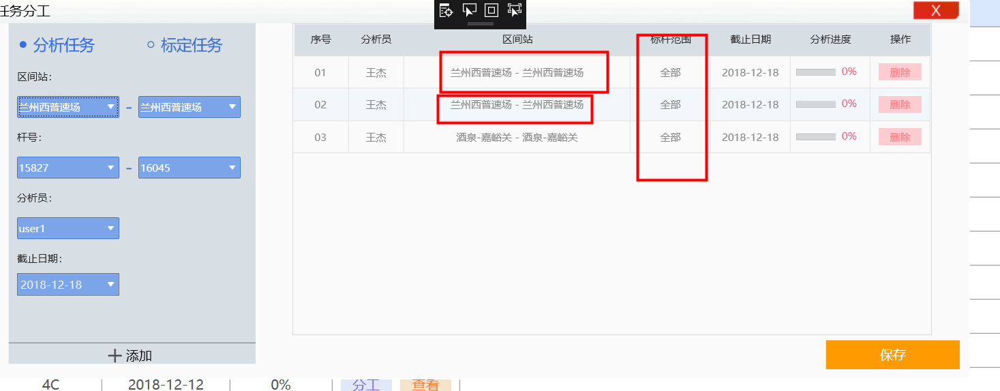 任务分工
X
分析任务 标定任务
区间站:
兰州西普速场 - 兰州西普速场
杆号:
15827 - 16045
分析员:
user1
截止日期:
2018-12-18
添加
序号 分析员 区间站 标杆范围 截止日期 分析进度 操作
01 王杰 兰州西普速场 - 兰州西普速场 全部 2018-12-18 0% 删除
02 王杰 兰州西普速场 - 兰州西普速场 全部 2018-12-18 0% 删除
03 王杰 酒泉-嘉峪关 - 酒泉-嘉峪关 全部 2018-12-18 0% 删除
保存
4C 2018-12-12 0% 分工 查看